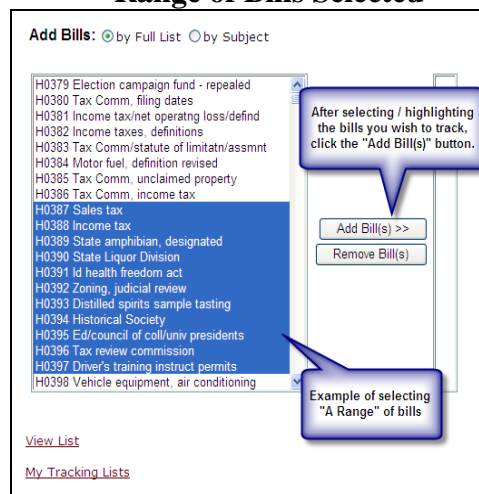 Range of Bills Selected
Add Bills: by Full List by Subject
H0379 Election campaign fund - repealed
H0380 Tax Comm, filing dates
H0381 Income tax/net operatng loss/defind
H0382 Income taxes, definitions
H0383 Tax Comm/statute of limitatn/assmnt
H0384 Motor fuel, definition revised
H0385 Tax Comm, unclaimed property
H0386 Tax Comm, income tax
H0387 Sales tax
H0388 Income tax
H0389 State amphibian, designated
H0390 State Liquor Division
H0391 Id health freedom act
H0392 Zoning, judicial review
H0393 Distilled spirits sample tasting
H0394 Historical Society
H0395 Ed/council of coll/univ presidents
H0396 Tax review commission
H0397 Driver's training instruct permits
H0398 Vehicle equipment, air conditioning
After selecting / highlighting
the bills you wish to track,
click the "Add Bill(s)" button.
Add Bill(s) >>
Remove Bill(s)
Example of selecting
"A Range" of bills
View List
My Tracking Lists